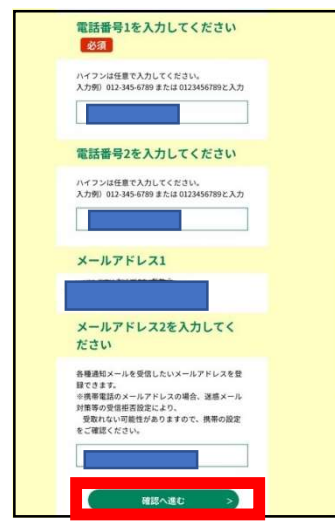 電話番号1を入力してください
必須
ハイフンは任意で入力してください。
入力例）012-345-6789 または 0123456789と入力
電話番号2を入力してください
ハイフンは任意で入力してください。
入力例）012-345-6789 または 0123456789と入力
メールアドレス1
メールアドレス2を入力してく
ださい
各種通知メールを受信したいメールアドレスを登
録できます。
※携帯電話のメールアドレスの場合、迷惑メール
対策等の受信拒否設定により、
受取れない可能性がありますので、携帯の設定
をご確認ください。
確認へ進む >